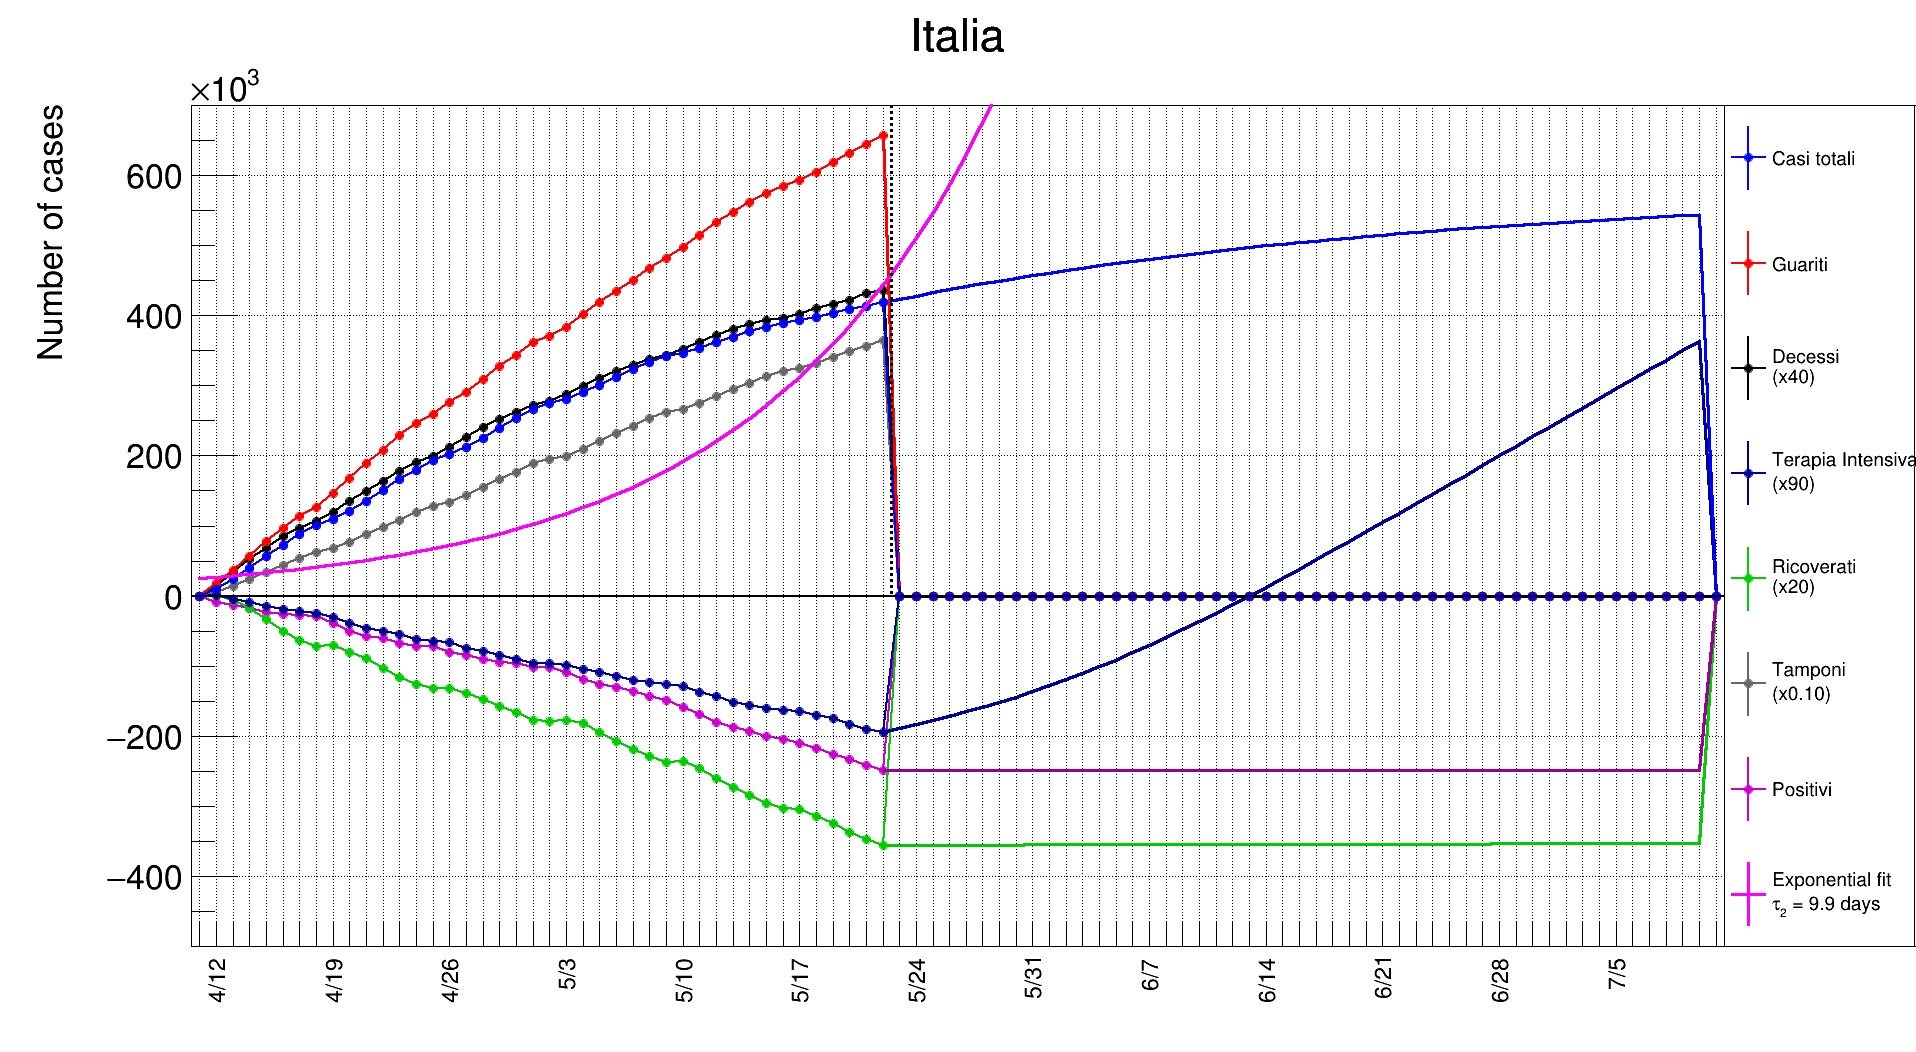 Italia
×10³
Number of cases
600
400
200
0
−200
−400
4/12
4/19
4/26
5/3
5/10
5/17
5/24
5/31
6/7
6/14
6/21
6/28
7/5
Casi totali
Guariti
Decessi
(x40)
Terapia Intensiva
(x90)
Ricoverati
(x20)
Tamponi
(x0.10)
Positivi
Exponential fit
τ₂ = 9.9 days